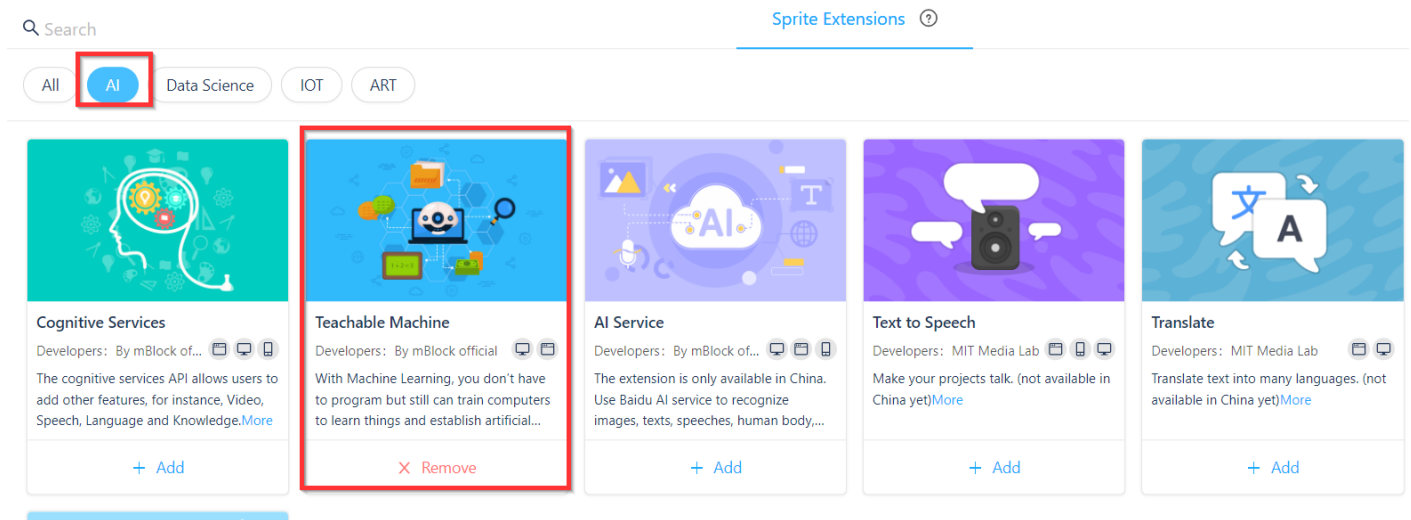 Search
Sprite Extensions ?
All
AI
Data Science
IOT
ART
1+2=3
AI
T
文
A
Cognitive Services
Developers: By mBlock of...
The cognitive services API allows users to
add other features, for instance, Video,
Speech, Language and Knowledge.More
+ Add
Teachable Machine
Developers: By mBlock official
With Machine Learning, you don't have
to program but still can train computers
to learn things and establish artificial...
× Remove
AI Service
Developers: By mBlock of...
The extension is only available in China.
Use Baidu AI service to recognize
images, texts, speeches, human body,...
+ Add
Text to Speech
Developers: MIT Media Lab
Make your projects talk. (not available in
China yet)More
+ Add
Translate
Developers: MIT Media Lab
Translate text into many languages. (not
available in China yet)More
+ Add